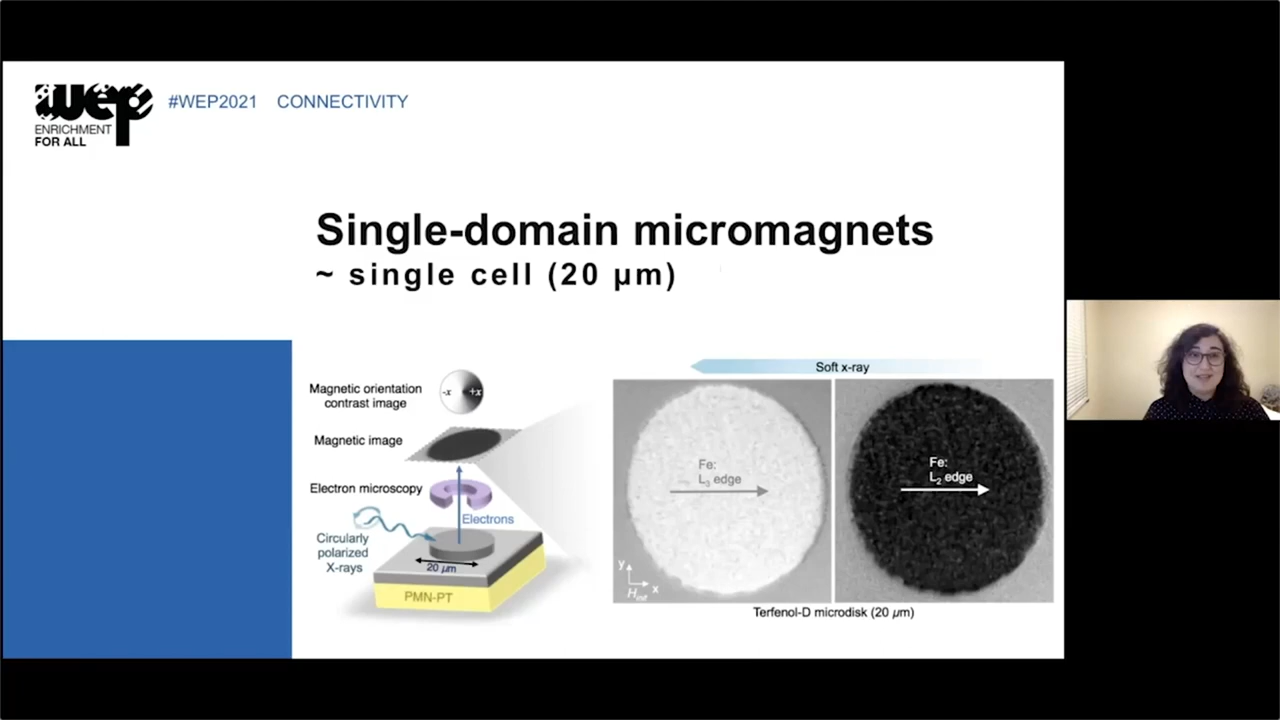 wep
ENRICHMENT
FOR ALL
#WEP2021 CONNECTIVITY
Single-domain micromagnets
~ single cell (20 µm)
Magnetic orientation
contrast image
-x +x
Magnetic image
Electron microscopy
Electrons
Circularly
polarized
X-rays
20 µm
PMN-PT
Soft x-ray
Fe:
L3 edge
y
x
Hinit
Fe:
L2 edge
Terfenol-D microdisk (20 µm)